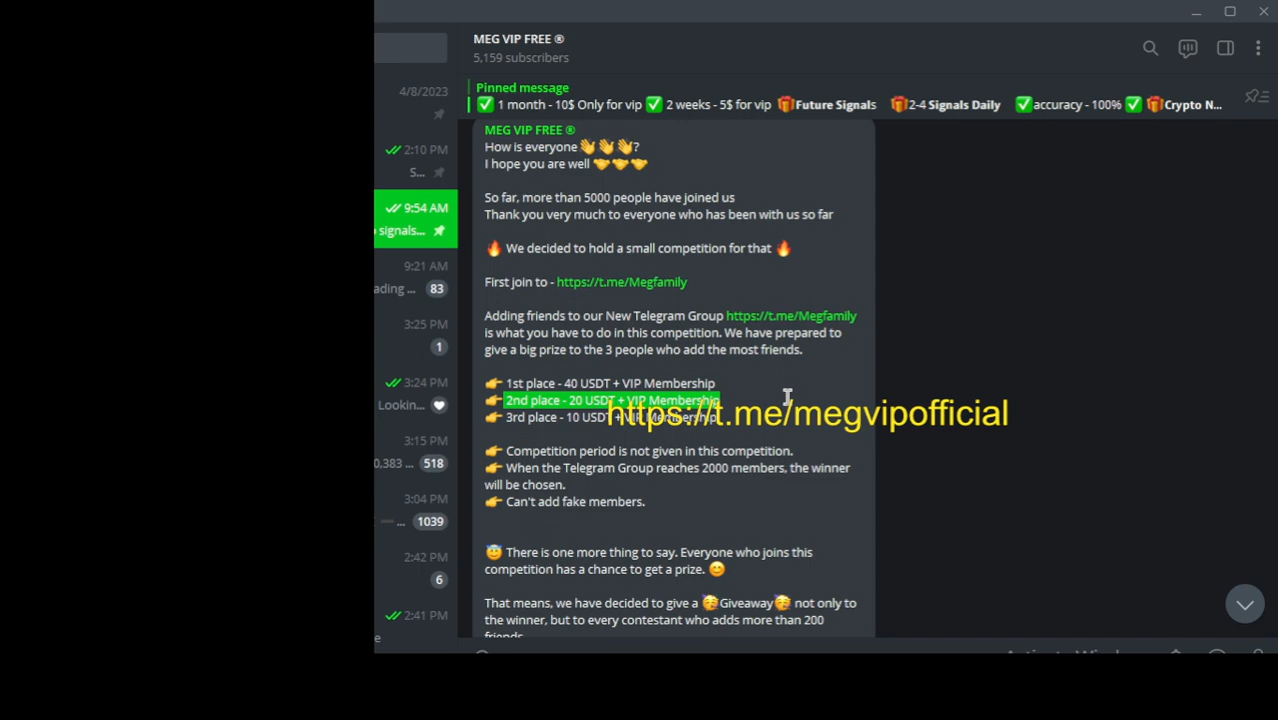 MEG VIP FREE ®
5,159 subscribers
4/8/2023
Pinned message
✅ 1 month - 10$ Only for vip ✅ 2 weeks - 5$ for vip 🎁Future Signals 🎁2-4 Signals Daily ✅accuracy - 100% ✅ 🎁Crypto N...
2:10 PM
S...
9:54 AM
signals...
9:21 AM
ading ... 83
3:25 PM
1
3:24 PM
Lookin...
3:15 PM
0,383 ... 518
3:04 PM
... 1039
2:42 PM
6
2:41 PM
e
MEG VIP FREE ®
How is everyone👋👋👋?
I hope you are well 🤝🤝🤝
So far, more than 5000 people have joined us
Thank you very much to everyone who has been with us so far
🔥 We decided to hold a small competition for that 🔥
First join to - https://t.me/Megfamily
Adding friends to our New Telegram Group https://t.me/Megfamily
is what you have to do in this competition. We have prepared to
give a big prize to the 3 people who add the most friends.
👉 1st place - 40 USDT + VIP Membership
👉 2nd place - 20 USDT + VIP Membership
👉 3rd place - 10 USDT + VIP Membership
https://t.me/megvipofficial
👉 Competition period is not given in this competition.
👉 When the Telegram Group reaches 2000 members, the winner
will be chosen.
👉 Can't add fake members.
😇 There is one more thing to say. Everyone who joins this
competition has a chance to get a prize. 😊
That means, we have decided to give a 🥳Giveaway🥳 not only to
the winner, but to every contestant who adds more than 200
friends